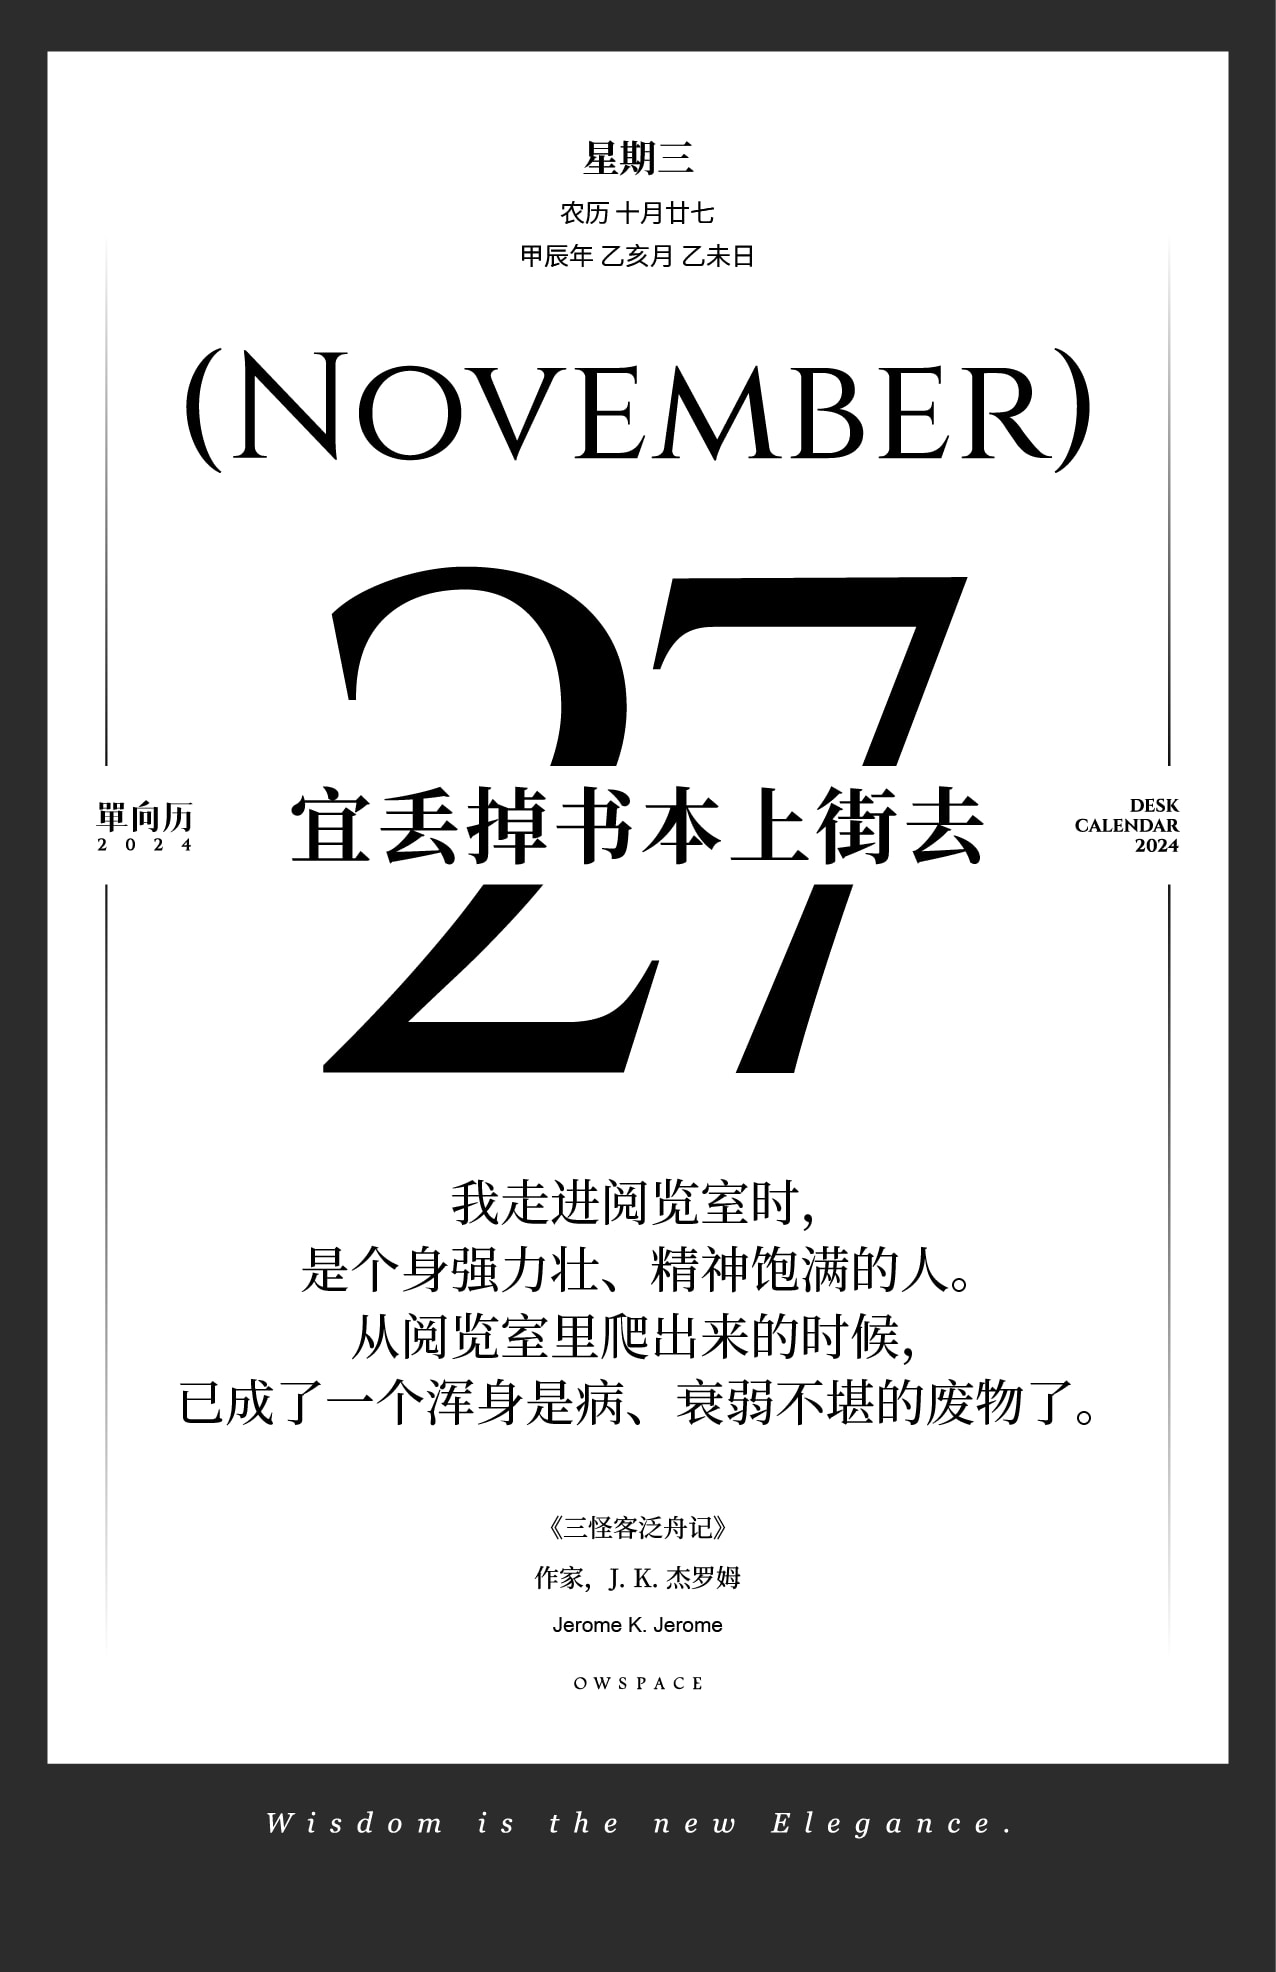 星期三
农历 十月廿七
甲辰年 乙亥月 乙未日
(NOVEMBER)
27
宜丢掉书本上街去
單向历
2024
DESK
CALENDAR
2024
我走进阅览室时，
是个身强力壮、精神饱满的人。
从阅览室里爬出来的时候，
已成了一个浑身是病、衰弱不堪的废物了。
《三怪客泛舟记》
作家，J. K. 杰罗姆
Jerome K. Jerome
OWSPACE
Wisdom is the new Elegance.